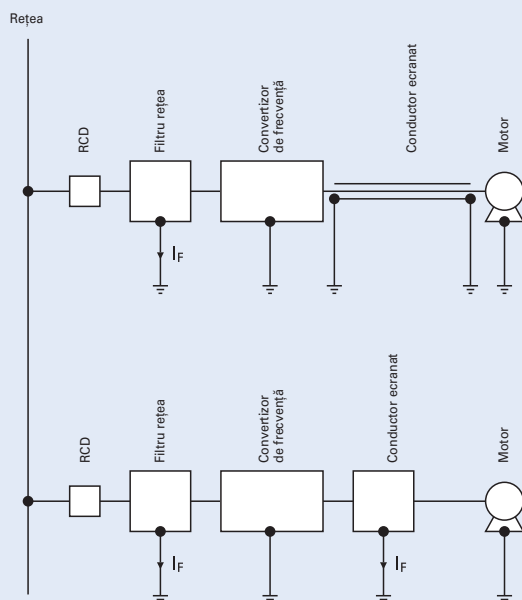 Rețea
RCD
Filtru rețea
Convertizor
de frecvență
Conductor ecranat
Motor
IF
RCD
Filtru rețea
Convertizor
de frecvență
Conductor ecranat
Motor
IF
IF